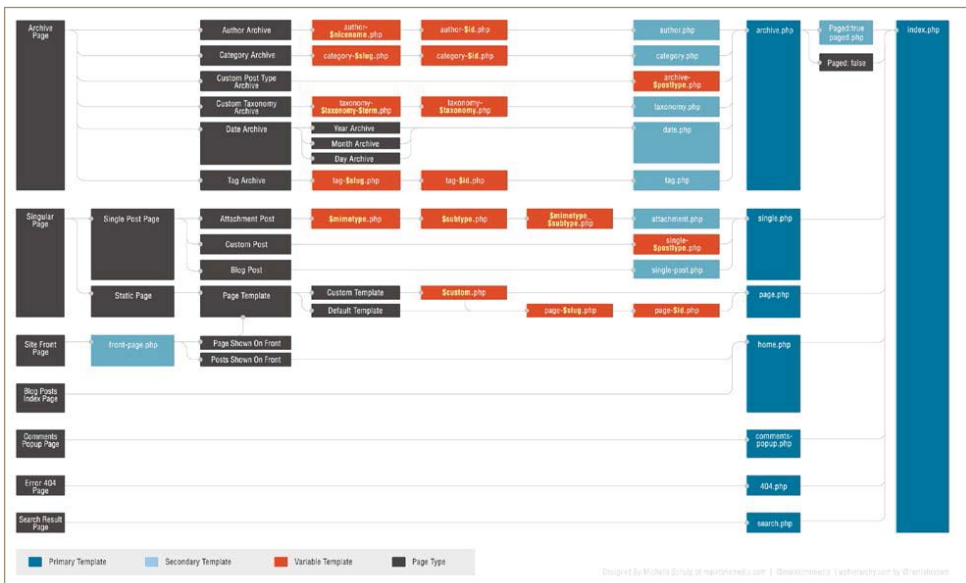 Archive
Page
Author Archive
author-
$nicename.php
author-$id.php
author.php
archive.php
Paged:true
paged.php
index.php
Category Archive
category-$slug.php
category-$id.php
category.php
Paged: false
Custom Post Type
Archive
archive-
$posttype.php
Custom Taxonomy
Archive
taxonomy-
$taxonomy-$term.php
taxonomy-
$taxonomy.php
taxonomy.php
Date Archive
Year Archive
Month Archive
Day Archive
date.php
Tag Archive
tag-$slug.php
tag-$id.php
tag.php
Singular
Page
Single Post Page
Attachment Post
$mimetype.php
$subtype.php
$mimetype_
$subtype.php
attachment.php
single.php
Custom Post
single-
$posttype.php
Blog Post
single-post.php
Static Page
Page Template
Custom Template
$custom.php
Default Template
page-$slug.php
page-$id.php
page.php
Site Front
Page
front-page.php
Page Shown On Front
Posts Shown On Front
home.php
Blog Posts
Index Page
Comments
Popup Page
comments-
popup.php
Error 404
Page
404.php
Search Result
Page
search.php
Primary Template
Secondary Template
Variable Template
Page Type